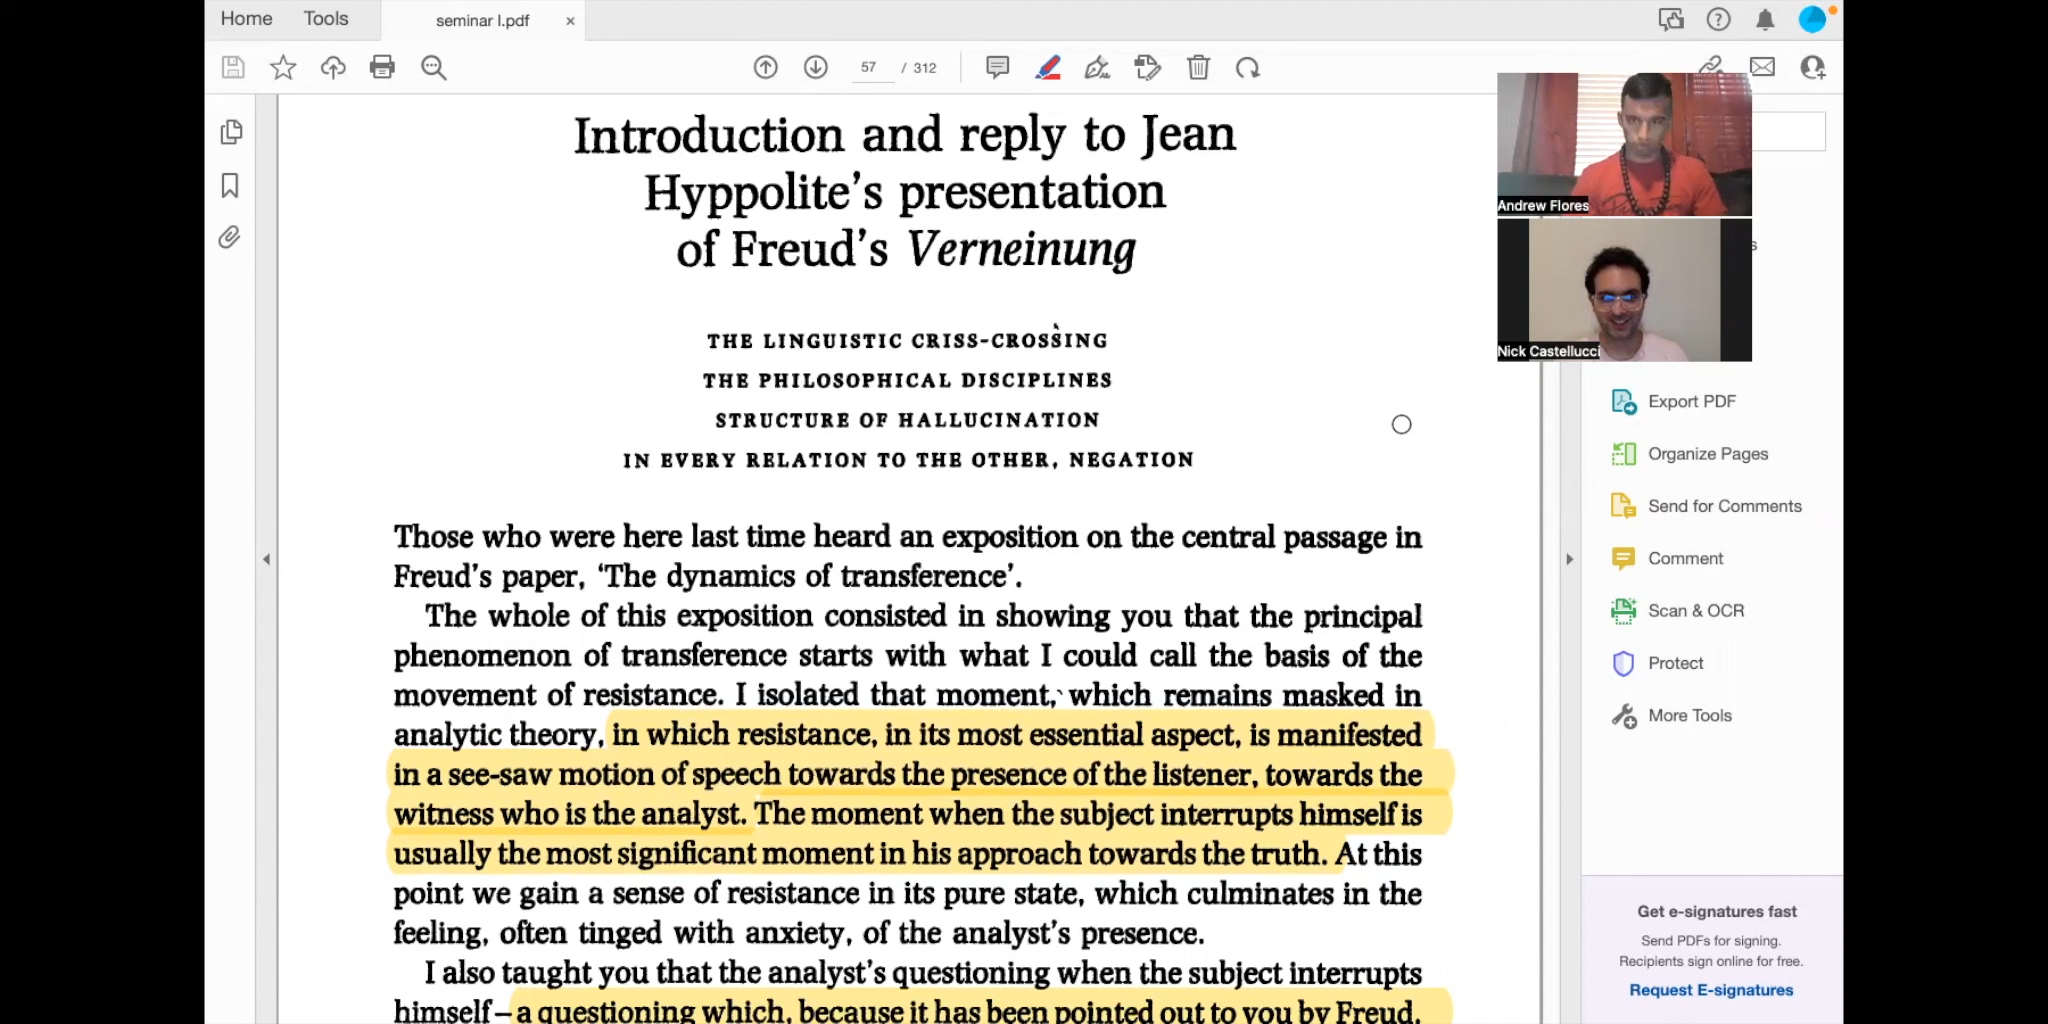 Home Tools seminar I.pdf ×
57 / 312
Introduction and reply to Jean
Hyppolite’s presentation
of Freud’s Verneinung
THE LINGUISTIC CRISS-CROSSING
THE PHILOSOPHICAL DISCIPLINES
STRUCTURE OF HALLUCINATION
IN EVERY RELATION TO THE OTHER, NEGATION
Those who were here last time heard an exposition on the central passage in
Freud’s paper, ‘The dynamics of transference’.
The whole of this exposition consisted in showing you that the principal
phenomenon of transference starts with what I could call the basis of the
movement of resistance. I isolated that moment, which remains masked in
analytic theory, in which resistance, in its most essential aspect, is manifested
in a see-saw motion of speech towards the presence of the listener, towards the
witness who is the analyst. The moment when the subject interrupts himself is
usually the most significant moment in his approach towards the truth. At this
point we gain a sense of resistance in its pure state, which culminates in the
feeling, often tinged with anxiety, of the analyst’s presence.
I also taught you that the analyst’s questioning when the subject interrupts
himself – a questioning which, because it has been pointed out to you by Freud,
Andrew Flores
Nick Castellucci
Export PDF
Organize Pages
Send for Comments
Comment
Scan & OCR
Protect
More Tools
Get e-signatures fast
Send PDFs for signing.
Recipients sign online for free.
Request E-signatures